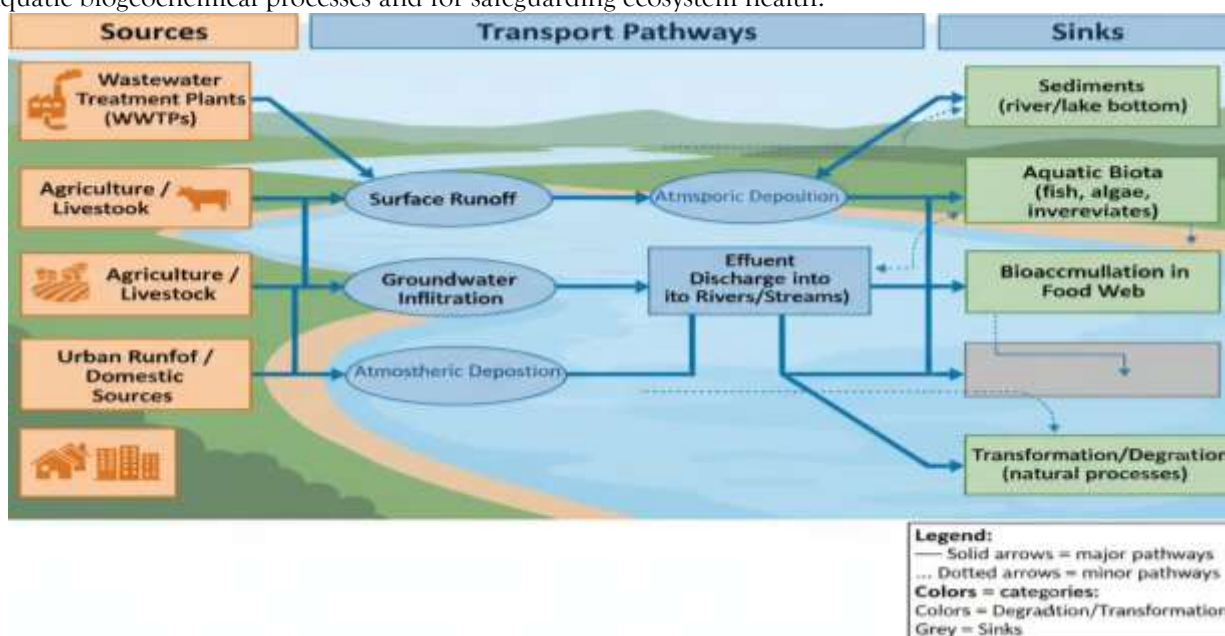 quatic biogeochemical processes and for safeguarding ecosystem health.
Sources
Transport Pathways
Sinks
Wastewater
Treatment Plants
(WWTPs)
Agriculture /
Livestook
Agriculture /
Livestock
Urban Runfof /
Domestic
Sources
Surface Runoff
Groundwater
Inflitration
Atmostheric Depostion
Atmsporic Deposition
Effuent
Discharge into
ito Rivers/Streams)
Sediments
(river/lake bottom)
Aquatic Biota
(fish, algae,
invereviates)
Bioaccmullation in
Food Web
Transformation/Degraition
(natural processes)
Legend:
— Solid arrows = major pathways
... Dotted arrows = minor pathways
Colors = categories:
Colors = Degradtion/Transformation
Grey = Sinks